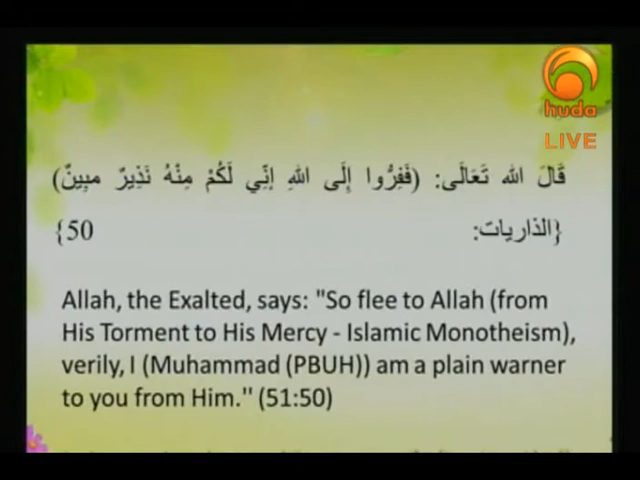 huda
LIVE
قَالَ الله تَعَالَى: (فَفِرُّوا إِلَى اللهِ إِنِّي لَكُمْ مِنْهُ نَذِيرٌ مبِينٌ)
{الذاريات: 50}
Allah, the Exalted, says: "So flee to Allah (from
His Torment to His Mercy - Islamic Monotheism),
verily, I (Muhammad (PBUH)) am a plain warner
to you from Him." (51:50)